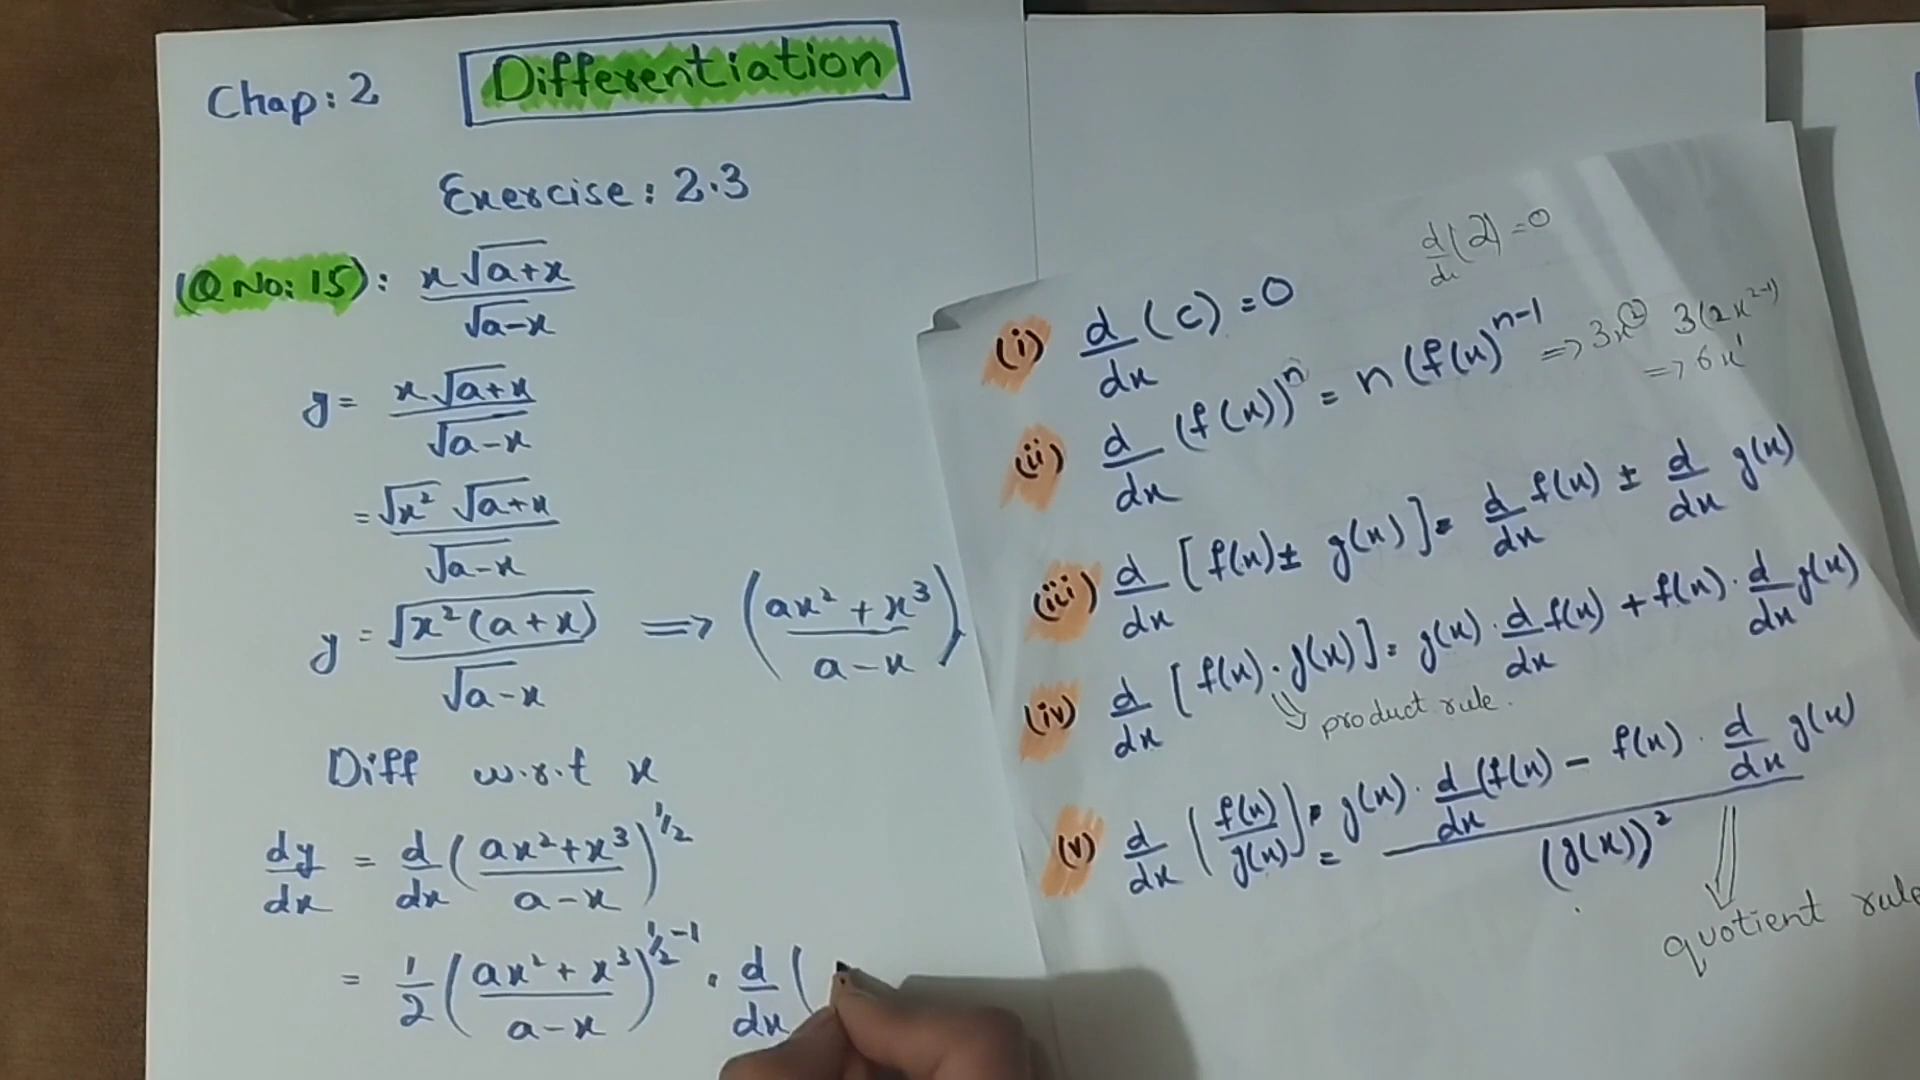 Chap: 2 Differentiation
Exercise: 2.3
(Q No: 15): x√(a+x) / √(a-x)
y = x√(a+x) / √(a-x)
= √x² √(a+x) / √(a-x)
y = √(x²(a+x)) / √(a-x) => ((ax² + x³) / (a-x))
Diff w.r.t x
dy/dx = d/dx ((ax²+x³) / (a-x))^1/2
= 1/2 ((ax² + x³) / (a-x))^1/2-1 · d/dx (
d/dx (2) = 0
(i) d/dx (c) = 0
(ii) d/dx (f(x))^n = n (f(x)^n-1 => 3x² 3(2x^2-1)
=> 6x¹
(iii) d/dx [f(x) ± g(x)] = d/dx f(x) ± d/dx g(x)
(iv) d/dx [f(x) · g(x)] = g(x) · d/dx f(x) + f(x) · d/dx g(x)
product rule.
(v) d/dx (f(x)/g(x)] = g(x) · d/dx (f(x) - f(x) · d/dx g(x) / (g(x))²
quotient rule